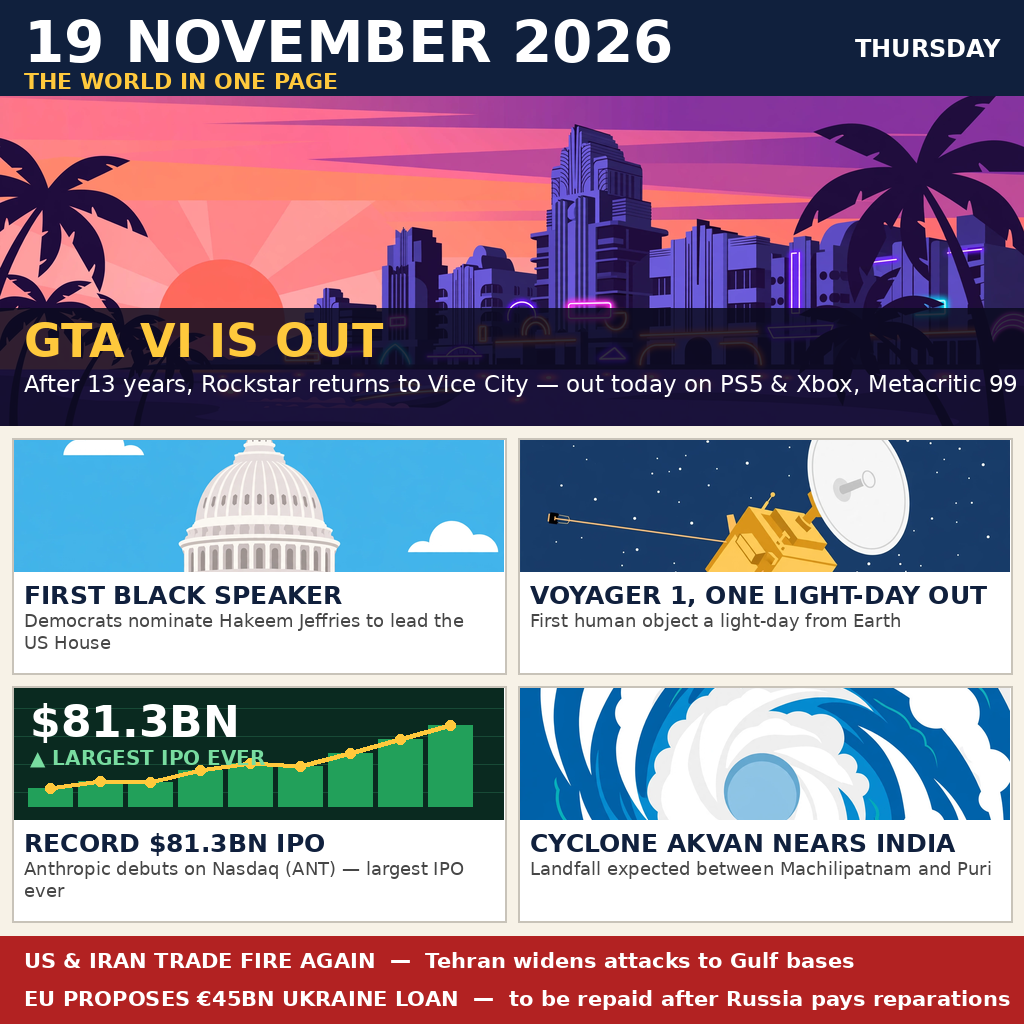 19 NOVEMBER 2026
THURSDAY
THE WORLD IN ONE PAGE
GTA VI IS OUT
After 13 years, Rockstar returns to Vice City — out today on PS5 & Xbox, Metacritic 99
FIRST BLACK SPEAKER
Democrats nominate Hakeem Jeffries to lead the
US House
VOYAGER 1, ONE LIGHT-DAY OUT
First human object a light-day from Earth
$81.3BN
▲ LARGEST IPO EVER
RECORD $81.3BN IPO
Anthropic debuts on Nasdaq (ANT) — largest IPO
ever
CYCLONE AKVAN NEARS INDIA
Landfall expected between Machilipatnam and Puri
US & IRAN TRADE FIRE AGAIN — Tehran widens attacks to Gulf bases
EU PROPOSES €45BN UKRAINE LOAN — to be repaid after Russia pays reparations